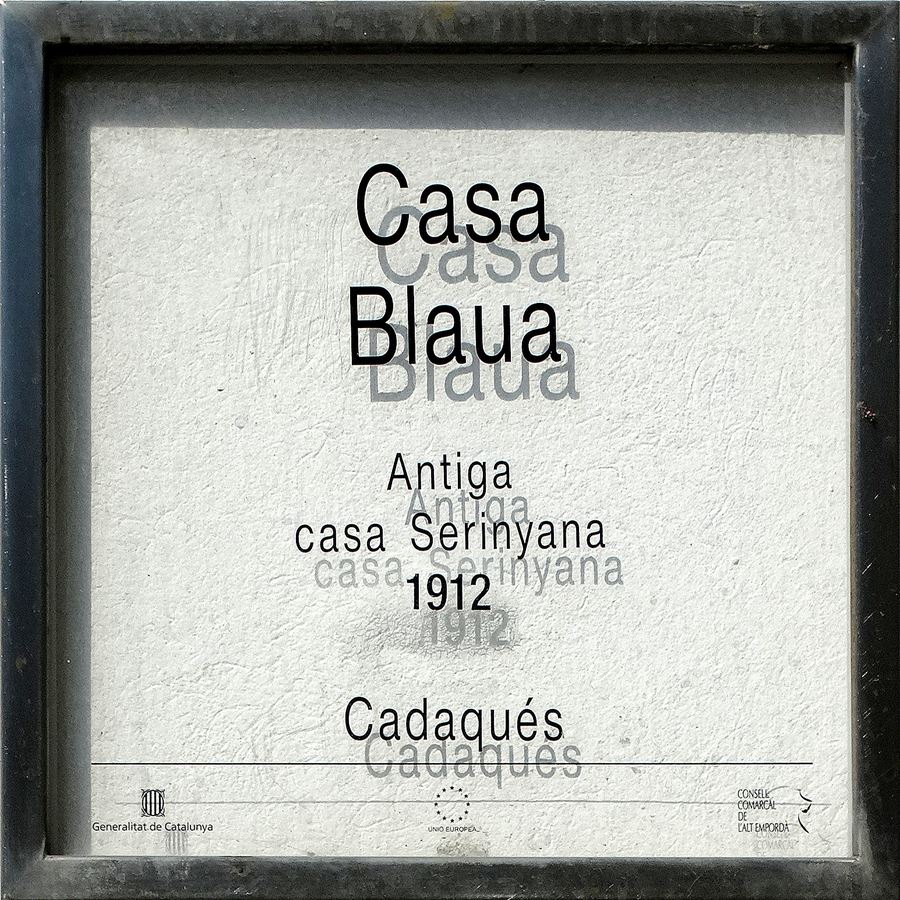 Casa
Blaua
Antiga
casa Serinyana
1912
Cadaqués
Generalitat de Catalunya
UNIÓ EUROPEA
CONSELL
COMARCAL
DE
L'ALT EMPORDÀ